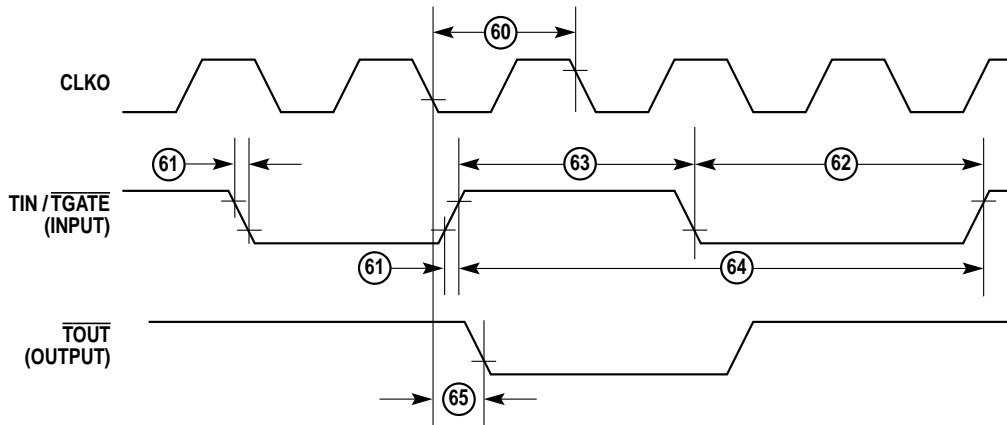 60
CLKO
61
63
62
TIN / TGATE
(INPUT)
61
64
TOUT
(OUTPUT)
65